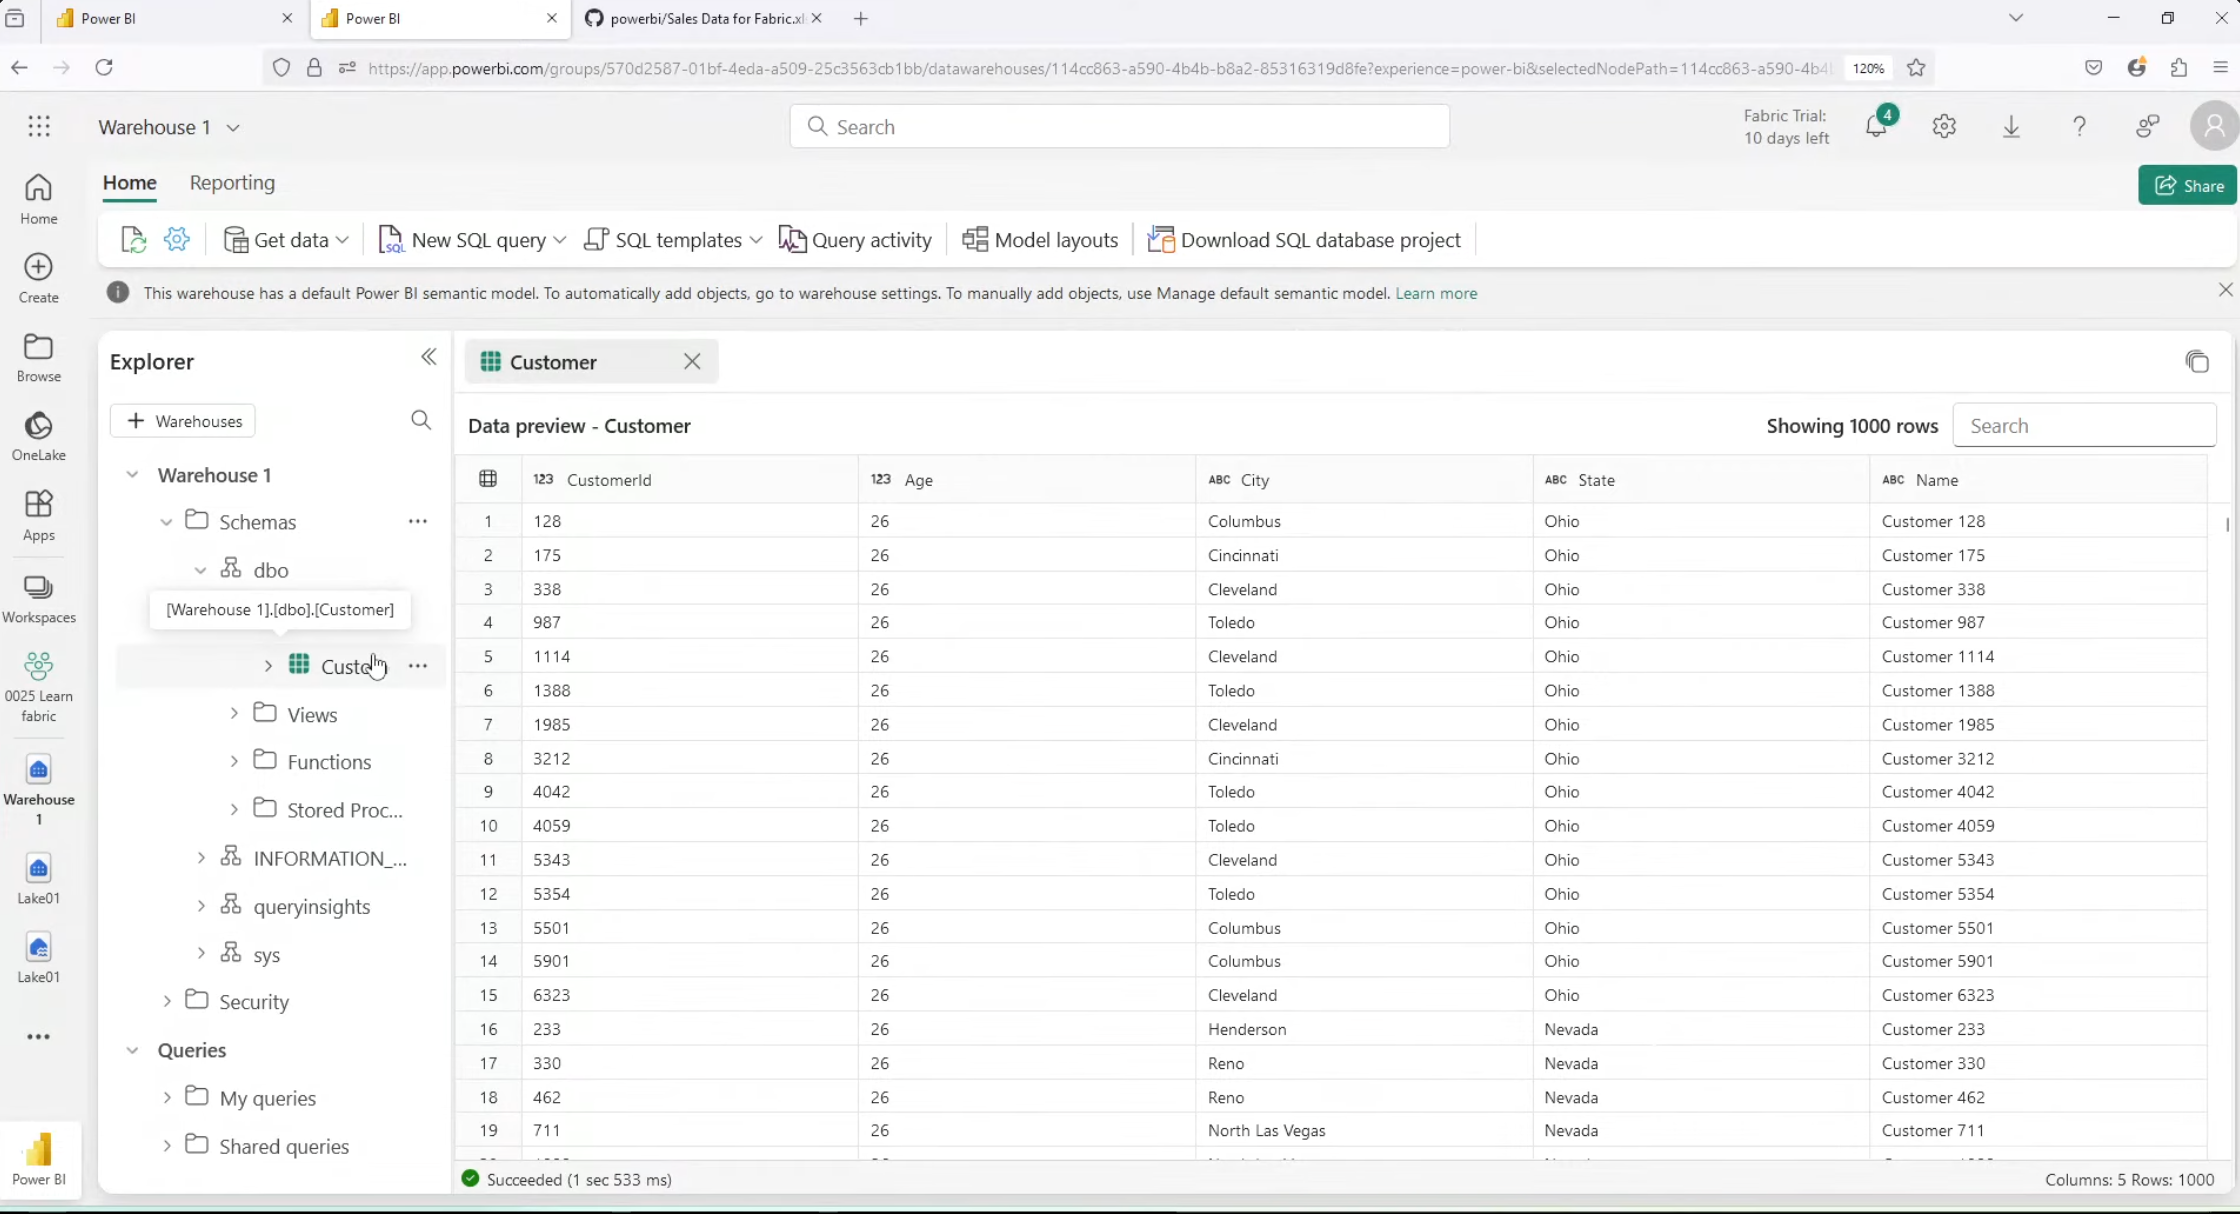 Power BI
Power BI
powerbi/Sales Data for Fabric.xl
https://app.powerbi.com/groups/570d2587-01bf-4eda-a509-25c3563cb1bb/datawarehouses/114cc863-a590-4b4b-b8a2-85316319d8fe?experience=power-bi&selectedNodePath=114cc863-a590-4b4
120%
Warehouse 1
Search
Fabric Trial:
10 days left
4
Home
Reporting
Share
Get data
New SQL query
SQL templates
Query activity
Model layouts
Download SQL database project
This warehouse has a default Power BI semantic model. To automatically add objects, go to warehouse settings. To manually add objects, use Manage default semantic model. Learn more
Home
Create
Browse
OneLake
Apps
Workspaces
0025 Learn
fabric
Warehouse
1
Lake01
Lake01
Power BI
Explorer
+ Warehouses
Warehouse 1
Schemas
dbo
[Warehouse 1].[dbo].[Customer]
Views
Functions
Stored Proc...
INFORMATION_...
queryinsights
sys
Security
Queries
My queries
Shared queries
Customer
Data preview - Customer
Showing 1000 rows
Search
123 CustomerId 123 Age ABC City ABC State ABC Name
1 128 26 Columbus Ohio Customer 128
2 175 26 Cincinnati Ohio Customer 175
3 338 26 Cleveland Ohio Customer 338
4 987 26 Toledo Ohio Customer 987
5 1114 26 Cleveland Ohio Customer 1114
6 1388 26 Toledo Ohio Customer 1388
7 1985 26 Cleveland Ohio Customer 1985
8 3212 26 Cincinnati Ohio Customer 3212
9 4042 26 Toledo Ohio Customer 4042
10 4059 26 Toledo Ohio Customer 4059
11 5343 26 Cleveland Ohio Customer 5343
12 5354 26 Toledo Ohio Customer 5354
13 5501 26 Columbus Ohio Customer 5501
14 5901 26 Columbus Ohio Customer 5901
15 6323 26 Cleveland Ohio Customer 6323
16 233 26 Henderson Nevada Customer 233
17 330 26 Reno Nevada Customer 330
18 462 26 Reno Nevada Customer 462
19 711 26 North Las Vegas Nevada Customer 711
Succeeded (1 sec 533 ms)
Columns: 5 Rows: 1000